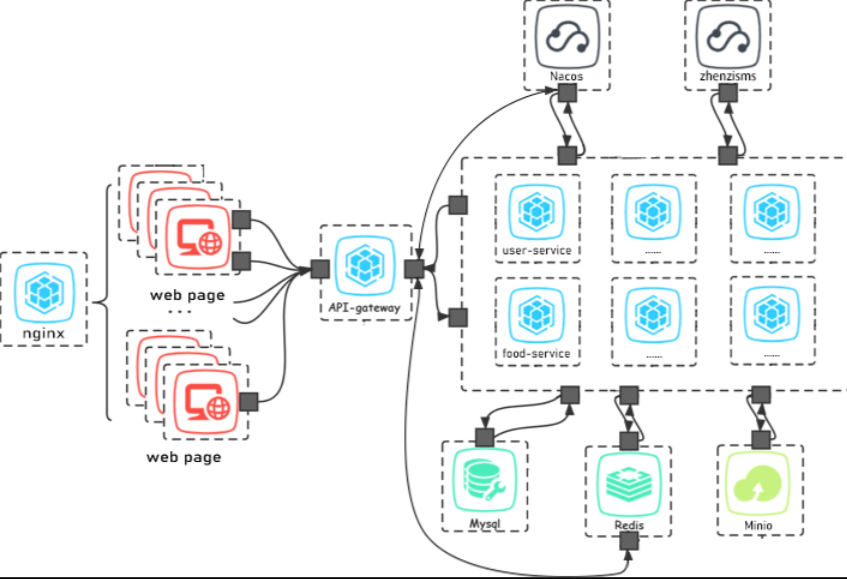 Nacos
zhenzisms
user-service
......
......
nginx
web page
...
API-gateway
food-service
......
......
web page
Mysql
Redis
Minio